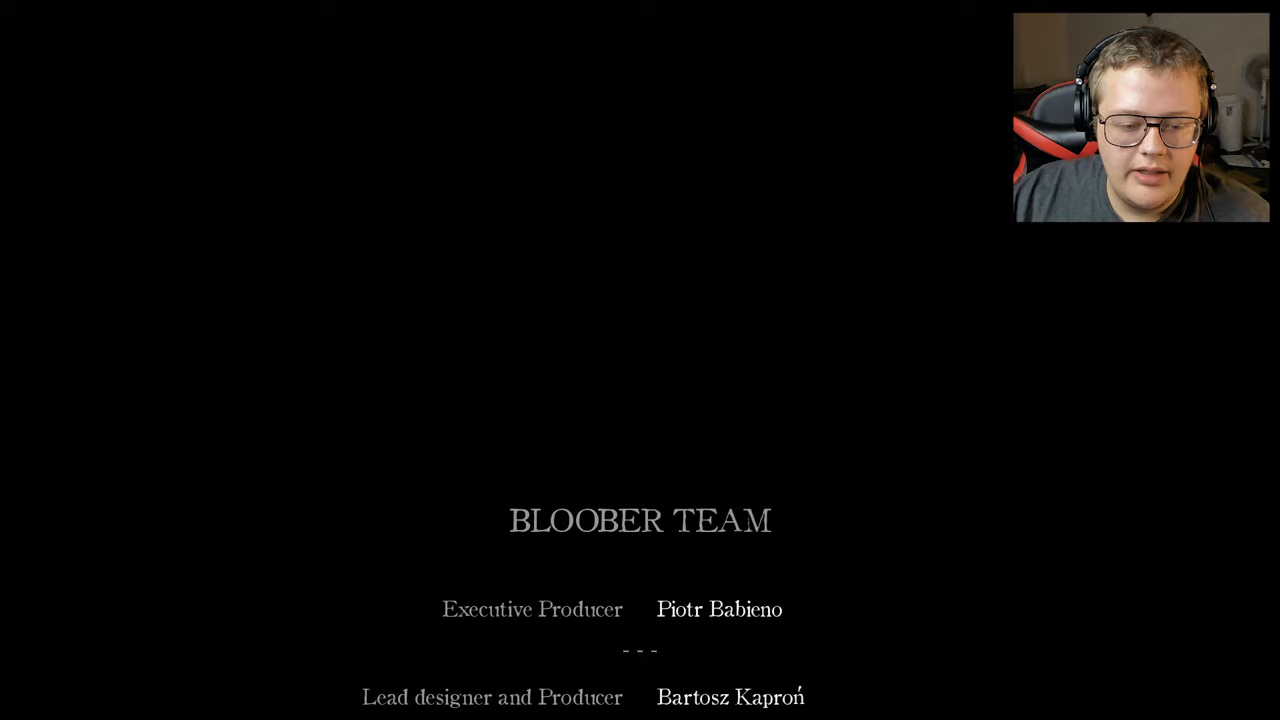 BLOOBER TEAM
Executive Producer Piotr Babieno
- - -
Lead designer and Producer Bartosz Kaproń